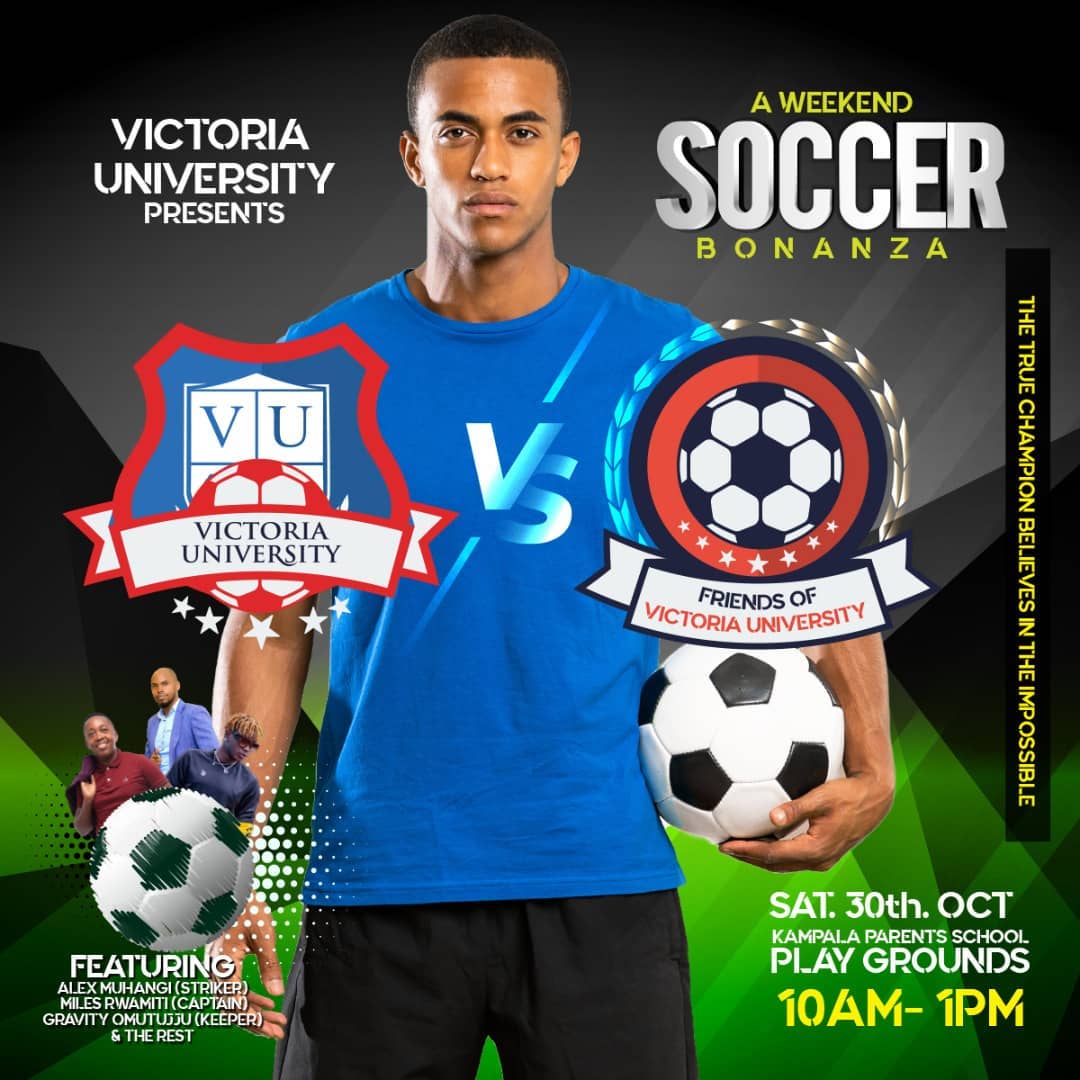 VICTORIA
UNIVERSITY
PRESENTS
A WEEKEND
SOCCER
BONANZA
THE TRUE CHAMPION BELIEVES IN THE IMPOSSIBLE
V U
VICTORIA
UNIVERSITY
VS
FRIENDS OF
VICTORIA UNIVERSITY
FEATURING
ALEX MUHANGI (STRIKER)
MILES RWAMITI (CAPTAIN)
GRAVITY OMUTUJJU (KEEPER)
& THE REST
SAT. 30th. OCT
KAMPALA PARENTS SCHOOL
PLAY GROUNDS
10AM- 1PM